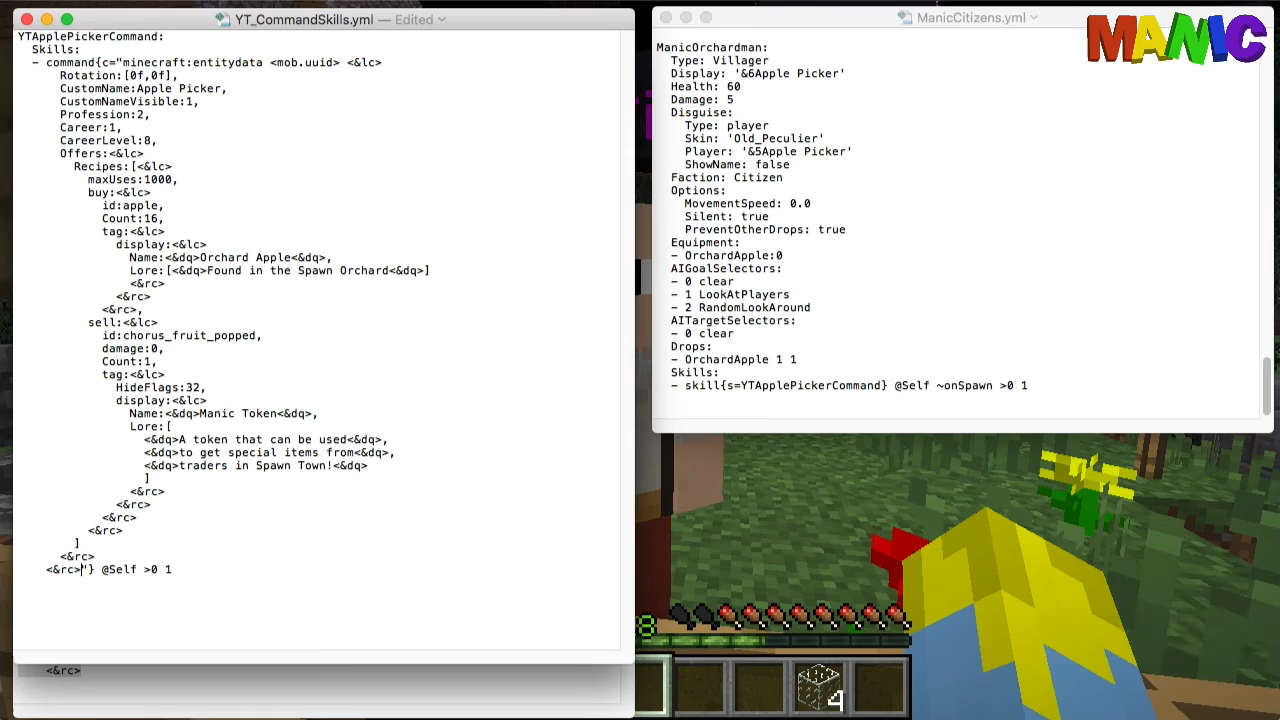 YT_CommandSkills.yml — Edited
YTApplePickerCommand:
Skills:
- command{c="minecraft:entitydata <mob.uuid> <&lc>
Rotation:[0f,0f],
CustomName:Apple Picker,
CustomNameVisible:1,
Profession:2,
Career:1,
CareerLevel:8,
Offers:<&lc>
Recipes:[<&lc>
maxUses:1000,
buy:<&lc>
id:apple,
Count:16,
tag:<&lc>
display:<&lc>
Name:<&dq>Orchard Apple<&dq>,
Lore:[<&dq>Found in the Spawn Orchard<&dq>]
<&rc>
<&rc>
<&rc>,
sell:<&lc>
id:chorus_fruit_popped,
damage:0,
Count:1,
tag:<&lc>
HideFlags:32,
display:<&lc>
Name:<&dq>Manic Token<&dq>,
Lore:[
<&dq>A token that can be used<&dq>,
<&dq>to get special items from<&dq>,
<&dq>traders in Spawn Town!<&dq>
]
<&rc>
<&rc>
<&rc>
<&rc>
]
<&rc>
<&rc>"} @Self >0 1
<&rc>
ManicCitizens.yml
MANIC
ManicOrchardman:
Type: Villager
Display: '&6Apple Picker'
Health: 60
Damage: 5
Disguise:
Type: player
Skin: 'Old_Peculier'
Player: '&5Apple Picker'
ShowName: false
Faction: Citizen
Options:
MovementSpeed: 0.0
Silent: true
PreventOtherDrops: true
Equipment:
- OrchardApple:0
AIGoalSelectors:
- 0 clear
- 1 LookAtPlayers
- 2 RandomLookAround
AITargetSelectors:
- 0 clear
Drops:
- OrchardApple 1 1
Skills:
- skill{s=YTApplePickerCommand} @Self ~onSpawn >0 1
8
4